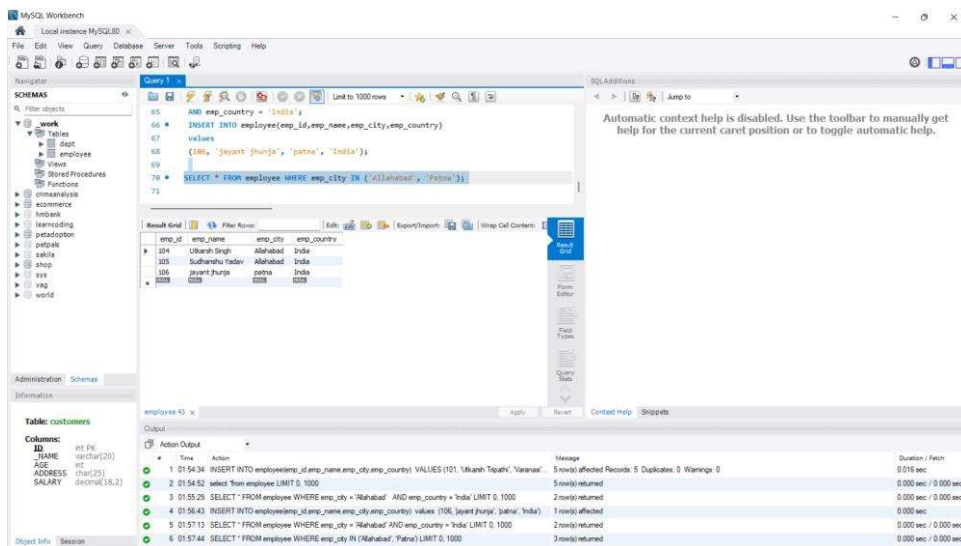 MySQL Workbench
Local instance MySQL80 ×
File Edit View Query Database Server Tools Scripting Help
Navigator
SCHEMAS
Filter objects
_work
Tables
dept
employee
Views
Stored Procedures
Functions
crimeanalysis
ecommerce
hmbank
learncoding
petadoption
petpals
sakila
shop
sys
vag
world
Administration Schemas
Information
Table: customers
Columns:
ID int PK
_NAME varchar(20)
AGE int
ADDRESS char(25)
SALARY decimal(18,2)
Object Info Session
Query 1 ×
Limit to 1000 rows
65 AND emp_country = 'India';
66 INSERT INTO employee(emp_id,emp_name,emp_city,emp_country)
67 values
68 (106, 'jayant jhunja', 'patna', 'India');
69
70 SELECT * FROM employee WHERE emp_city IN ('Allahabad', 'Patna');
71
Result Grid Filter Rows: Edit: Export/Import: Wrap Cell Content:
emp_id emp_name emp_city emp_country
104 Utkarsh Singh Allahabad India
105 Sudhanshu Yadav Allahabad India
106 jayant jhunja patna India
NULL NULL NULL NULL
Result Grid
Form Editor
Field Types
Query Stats
employee 43 ×
Apply Revert
SQLAdditions
Jump to
Automatic context help is disabled. Use the toolbar to manually get
help for the current caret position or to toggle automatic help.
Context Help Snippets
Output
Action Output
# Time Action Message Duration / Fetch
1 01:54:34 INSERT INTO employee(emp_id,emp_name,emp_city,emp_country) VALUES (101, 'Utkarsh Tripathi', 'Varanasi'... 5 row(s) affected Records: 5 Duplicates: 0 Warnings: 0 0.016 sec
2 01:54:52 select *from employee LIMIT 0, 1000 5 row(s) returned 0.000 sec / 0.000 sec
3 01:55:29 SELECT * FROM employee WHERE emp_city = 'Allahabad' AND emp_country = 'India' LIMIT 0, 1000 2 row(s) returned 0.000 sec / 0.000 sec
4 01:56:43 INSERT INTO employee(emp_id,emp_name,emp_city,emp_country) values (106, 'jayant jhunja', 'patna', 'India') 1 row(s) affected 0.000 sec
5 01:57:13 SELECT * FROM employee WHERE emp_city = 'Allahabad' AND emp_country = 'India' LIMIT 0, 1000 2 row(s) returned 0.000 sec / 0.000 sec
6 01:57:44 SELECT * FROM employee WHERE emp_city IN ('Allahabad', 'Patna') LIMIT 0, 1000 3 row(s) returned 0.000 sec / 0.000 sec